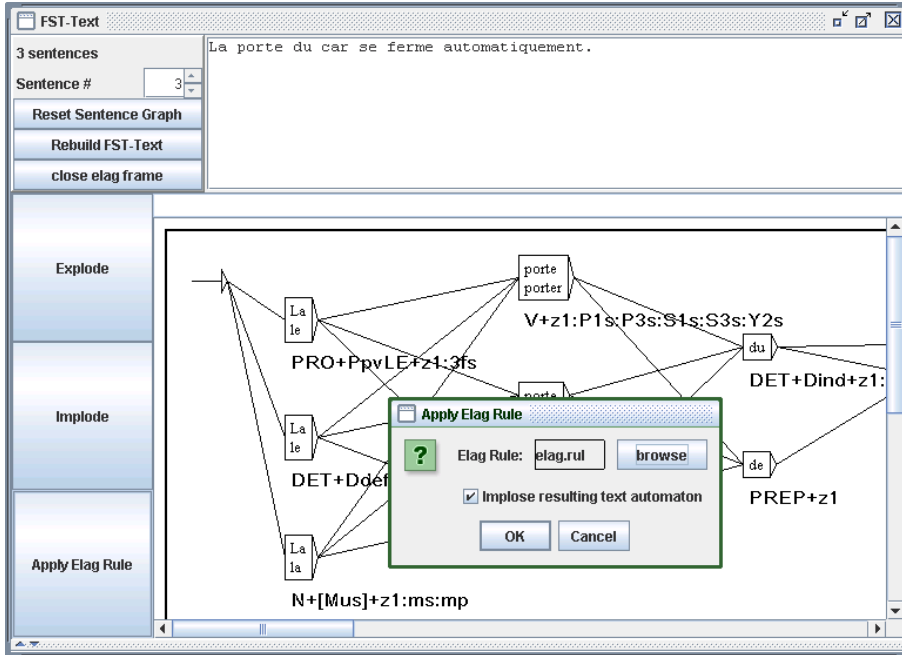 FST-Text
3 sentences
Sentence #
3
Reset Sentence Graph
Rebuild FST-Text
close elag frame
La porte du car se ferme automatiquement.
Explode
Implode
Apply Elag Rule
La
le
PRO+PpvLE+z1:3fs
La
le
DET+Ddef
La
la
N+[Mus]+z1:ms:mp
porte
porter
V+z1:P1s:P3s:S1s:S3s:Y2s
porte
du
DET+Dind+z1:
de
PREP+z1
Apply Elag Rule
?
Elag Rule:
elag.rul
browse
Implose resulting text automaton
OK
Cancel